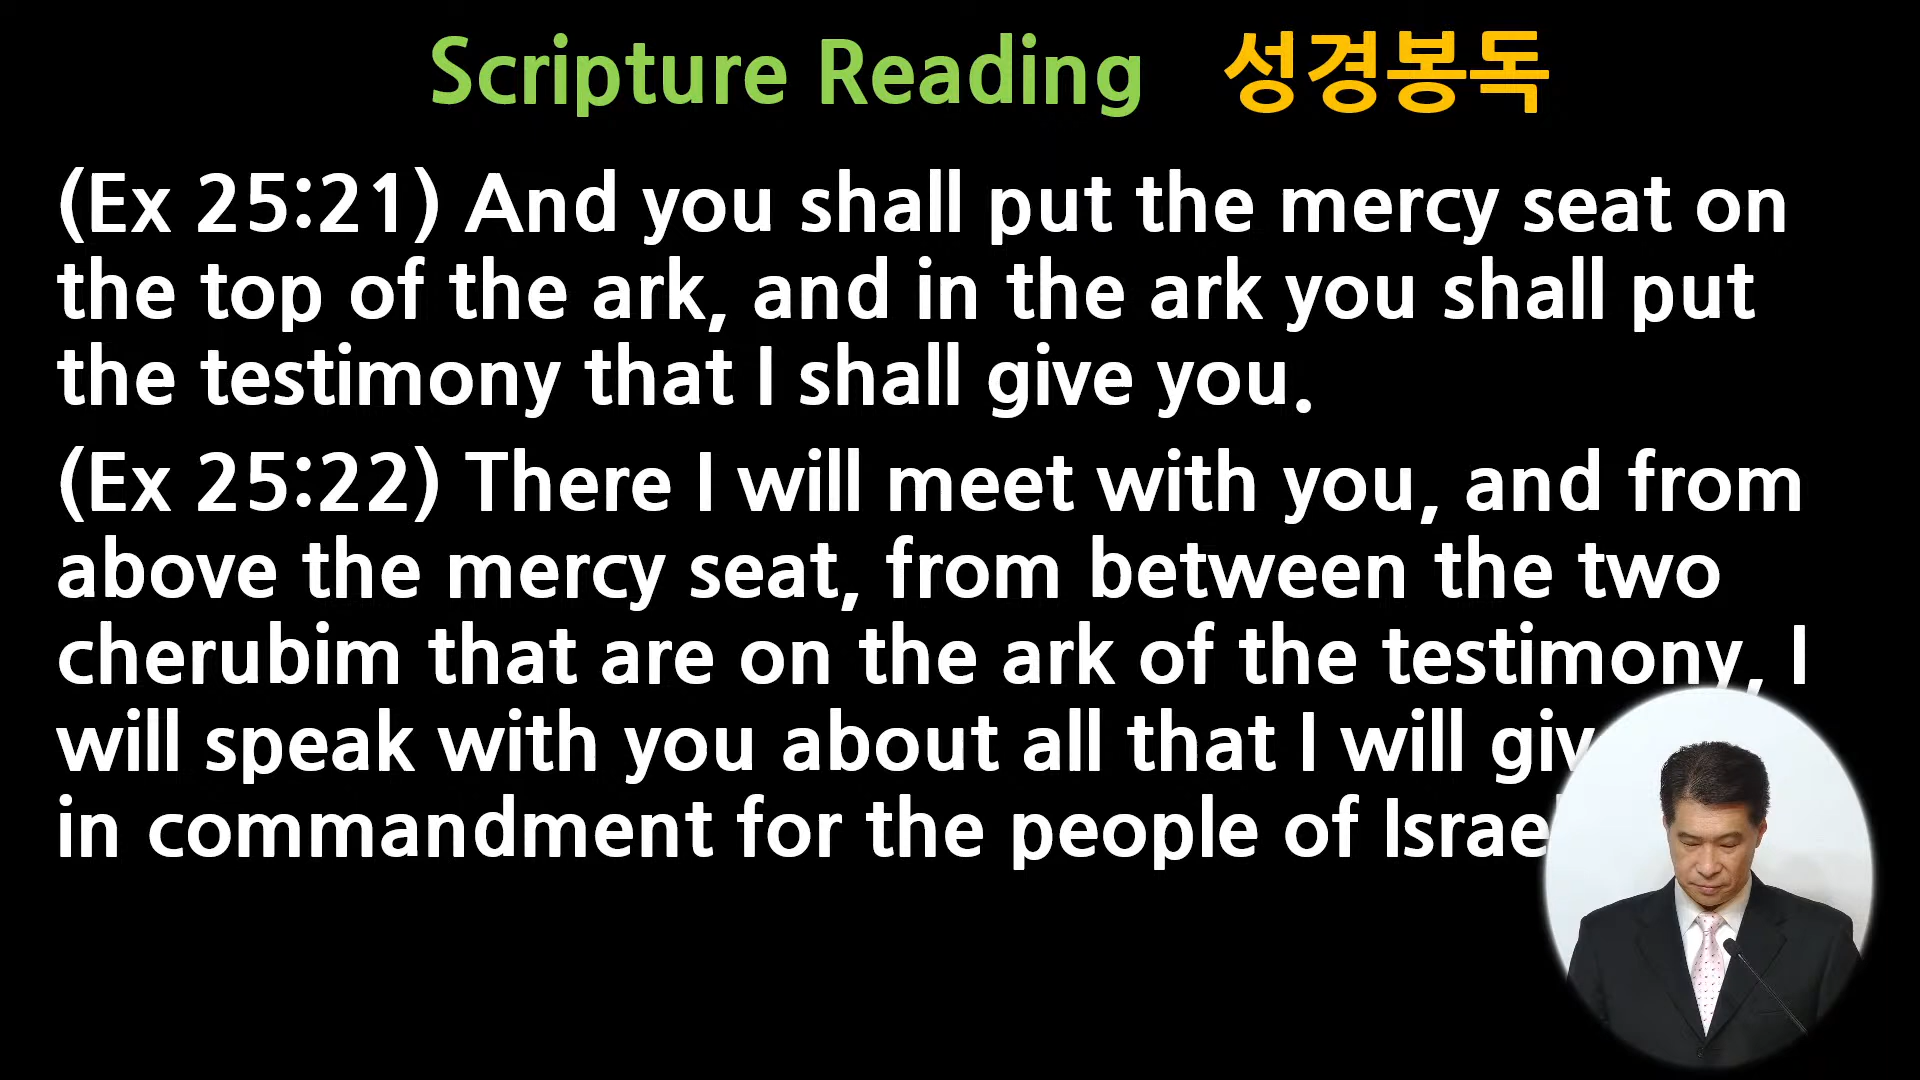 Scripture Reading 성경봉독
(Ex 25:21) And you shall put the mercy seat on
the top of the ark, and in the ark you shall put
the testimony that I shall give you.
(Ex 25:22) There I will meet with you, and from
above the mercy seat, from between the two
cherubim that are on the ark of the testimony, I
will speak with you about all that I will
in commandment for the people of